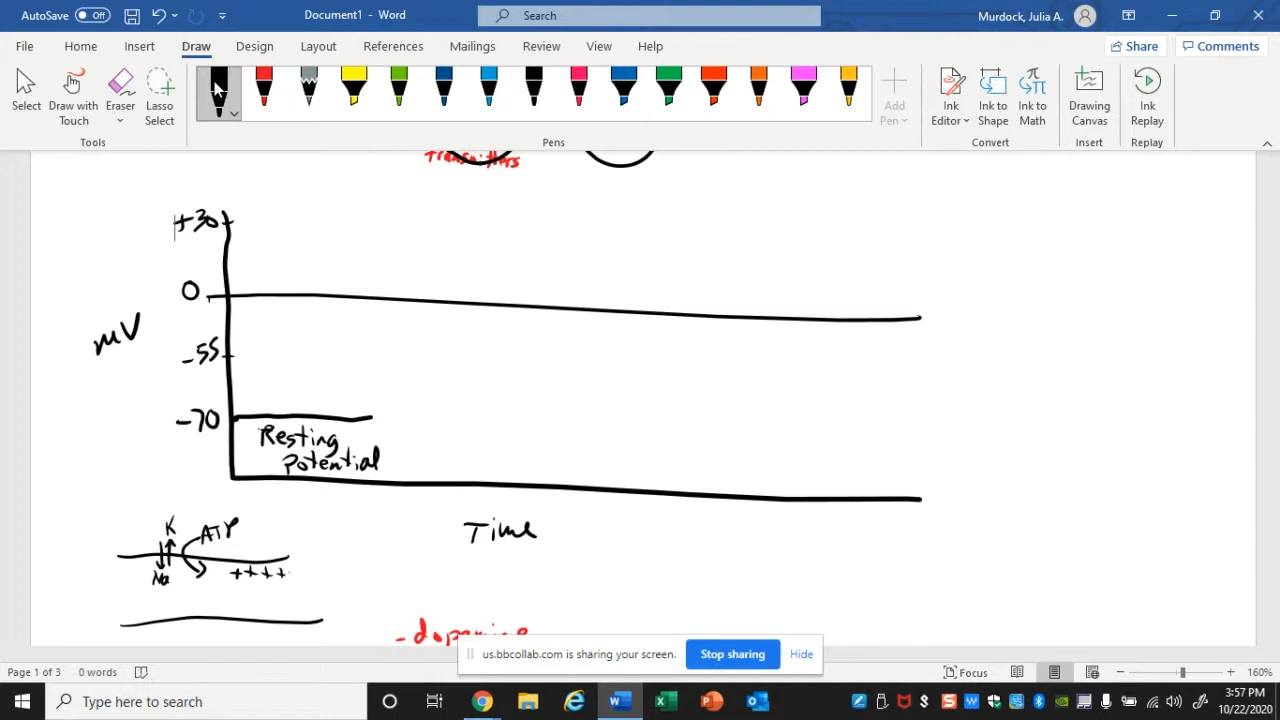 AutoSave Off
Document1 - Word
Search
Murdock, Julia A.
File Home Insert Draw Design Layout References Mailings Review View Help
Share Comments
Select
Draw with Touch
Eraser
Lasso Select
Add Pen
Ink Editor
Ink to Shape
Ink to Math
Drawing Canvas
Ink Replay
Tools Pens Convert Insert Replay
+30
0
mV
-55
-70
Resting
Potential
K
ATP
Na
++++
Time
- dopamine
us.bbcollab.com is sharing your screen. Stop sharing Hide
Page 1 of 3 0 words Focus 160%
Type here to search
3:57 PM
10/22/2020